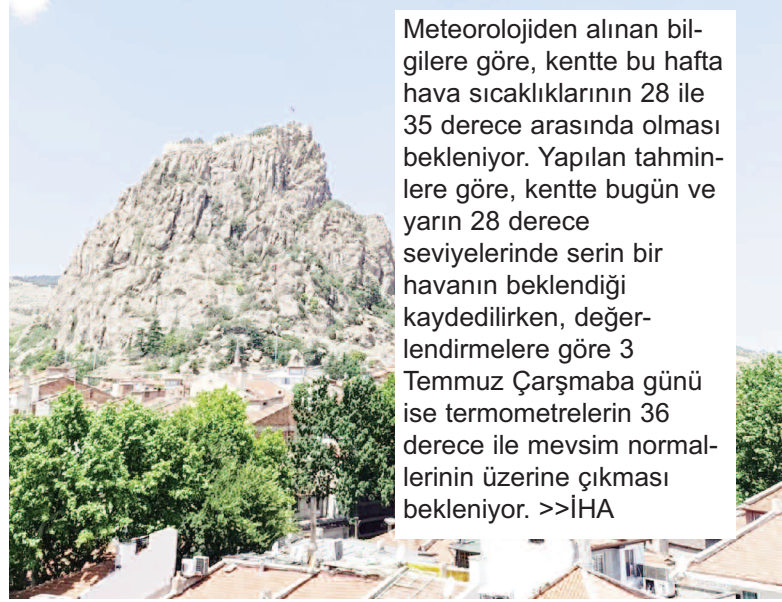 Meteorolojiden alınan bil-
gilere göre, kentte bu hafta
hava sıcaklıklarının 28 ile
35 derece arasında olması
bekleniyor. Yapılan tahmin-
lere göre, kentte bugün ve
yarın 28 derece
seviyelerinde serin bir
havanın beklendiği
kaydedilirken, değer-
lendirmelere göre 3
Temmuz Çarşmaba günü
ise termometrelerin 36
derece ile mevsim normal-
lerinin üzerine çıkması
bekleniyor. >>İHA